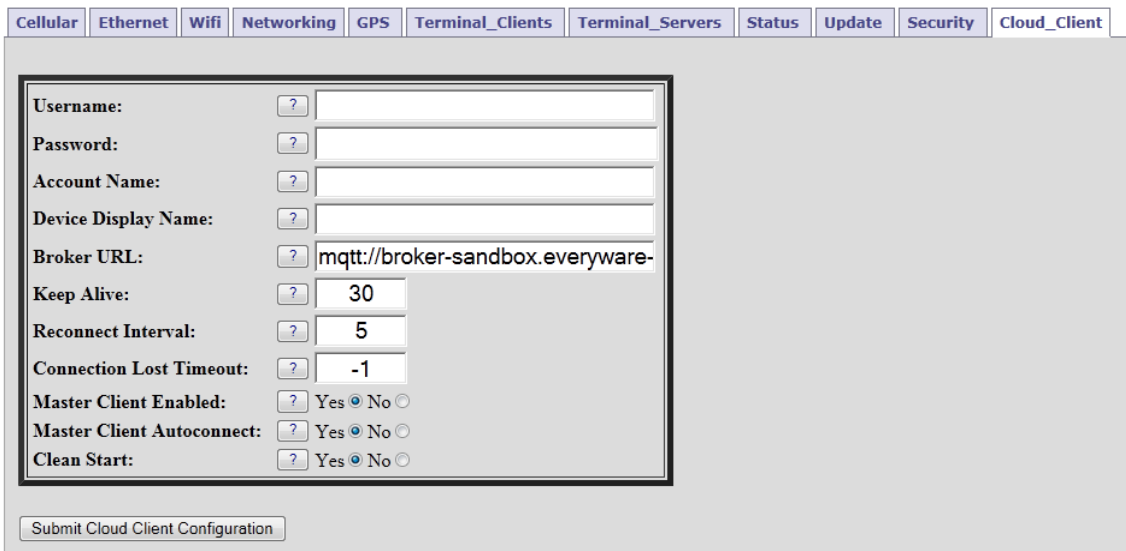 Cellular Ethernet Wifi Networking GPS Terminal_Clients Terminal_Servers Status Update Security Cloud_Client
Username: ?
Password: ?
Account Name: ?
Device Display Name: ?
Broker URL: ? mqtt://broker-sandbox.everyware-
Keep Alive: ? 30
Reconnect Interval: ? 5
Connection Lost Timeout: ? -1
Master Client Enabled: ? Yes No
Master Client Autoconnect: ? Yes No
Clean Start: ? Yes No
Submit Cloud Client Configuration